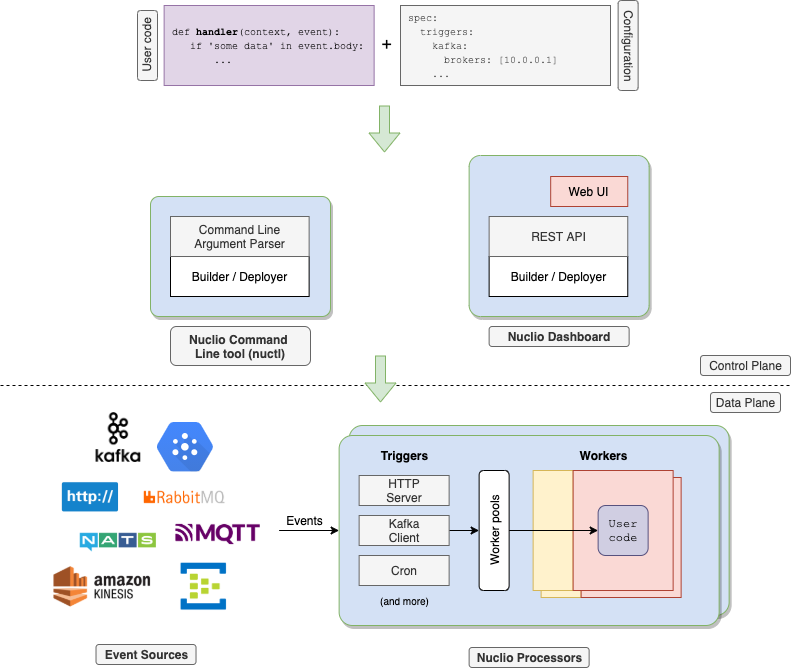 User code
def handler(context, event):
if 'some data' in event.body:
...
+
spec:
triggers:
kafka:
brokers: [10.0.0.1]
...
Configuration
Web UI
Command Line
Argument Parser
Builder / Deployer
REST API
Builder / Deployer
Nuclio Command
Line tool (nuctl)
Nuclio Dashboard
Control Plane
Data Plane
kafka
http://
RabbitMQ
NATS
MQTT
amazon
KINESIS
Event Sources
Events
Triggers
HTTP
Server
Kafka
Client
Cron
(and more)
Worker pools
Workers
User
code
Nuclio Processors